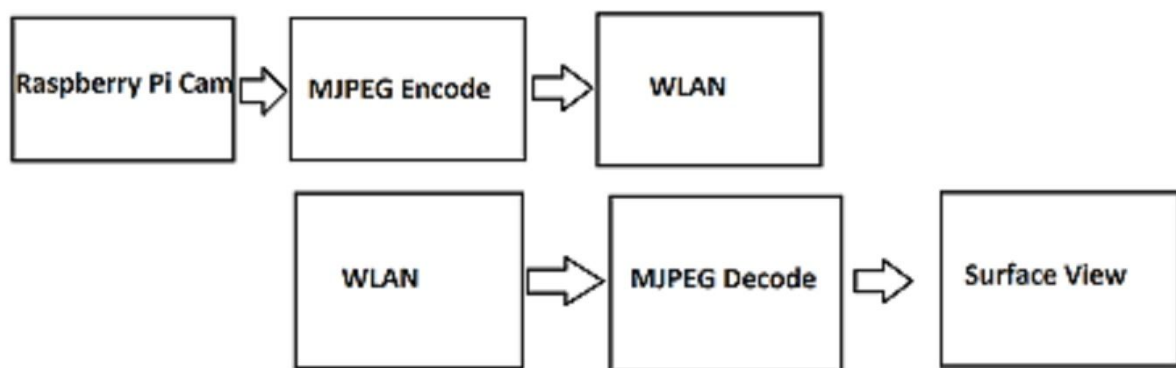 Raspberry Pi Cam
MJPEG Encode
WLAN
WLAN
MJPEG Decode
Surface View